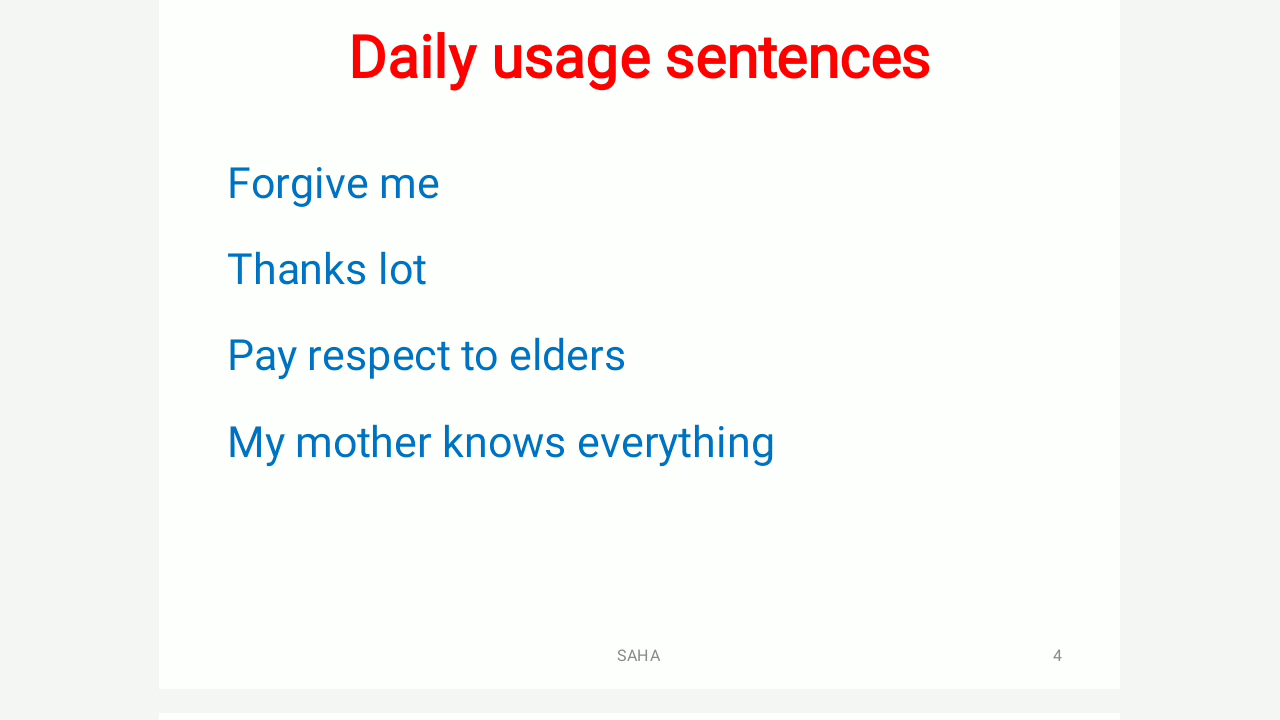 Daily usage sentences
Forgive me
Thanks lot
Pay respect to elders
My mother knows everything
SAHA
4